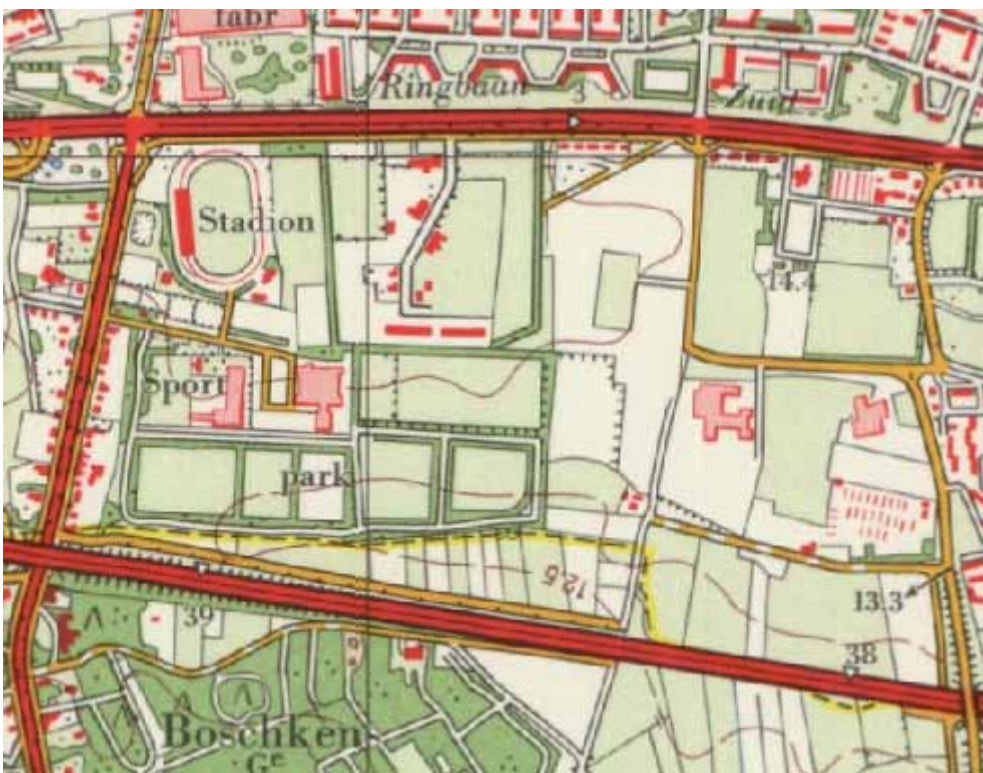 fabr
Ringbaan
3
Zuid
Stadion
14.4
Sport
park
12.5
13.3
39
38
Boschken
Ge